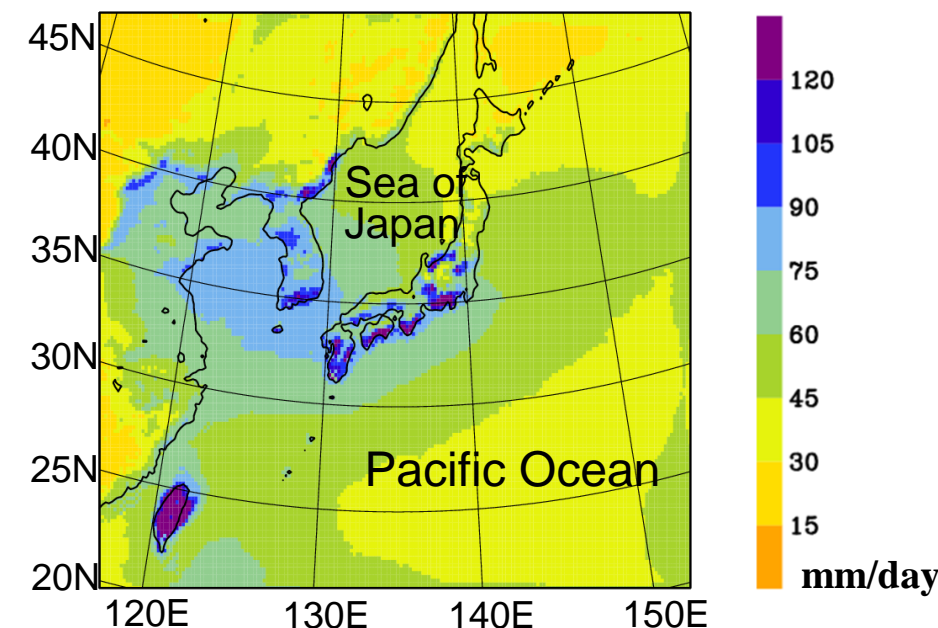 45N
40N
35N
30N
25N
20N
120E 130E 140E 150E
Sea of
Japan
Pacific Ocean
120
105
90
75
60
45
30
15
mm/day